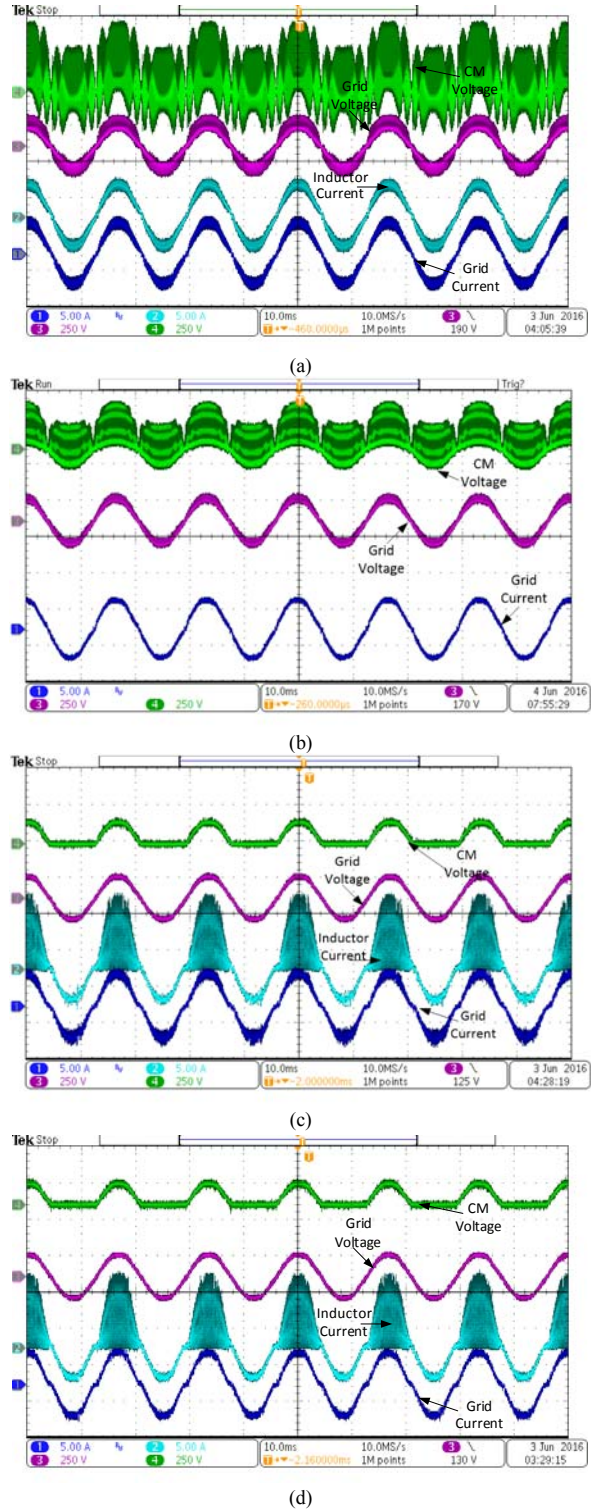 Tek Stop
CM
Voltage
Grid
Voltage
Inductor
Current
Grid
Current
1 5.00 A 2 5.00 A 10.0ms 10.0MS/s 3 3 Jun 2016
3 250 V 4 250 V T→▼-460.0000µs 1M points 190 V 04:05:39
(a)
Tek Run Trig?
CM
Voltage
Grid
Voltage
Grid
Current
1 5.00 A 10.0ms 10.0MS/s 3 4 Jun 2016
3 250 V 4 250 V T→▼-260.0000µs 1M points 170 V 07:55:29
(b)
Tek Stop
CM
Voltage
Grid
Voltage
Inductor
Current
Grid
Current
1 5.00 A 2 5.00 A 10.0ms 10.0MS/s 3 3 Jun 2016
3 250 V 4 250 V T→▼-2.000000ms 1M points 125 V 04:28:19
(c)
Tek Stop
CM
Voltage
Grid
Voltage
Inductor
Current
Grid
Current
1 5.00 A 2 5.00 A 10.0ms 10.0MS/s 3 3 Jun 2016
3 250 V 4 250 V T→▼-2.160000ms 1M points 130 V 03:29:15
(d)